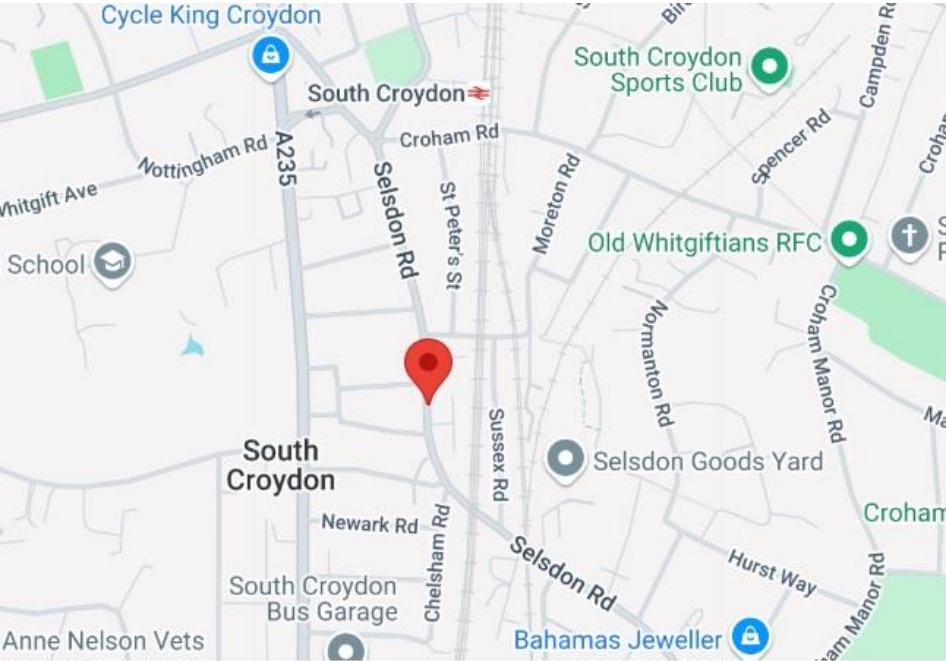 Cycle King Croydon
South Croydon
Sports Club
Campden Rd
South Croydon
Croham Rd
Nottingham Rd
A235
Whitgift Ave
Selsdon Rd
St Peter's St
Moreton Rd
Spencer Rd
School
Old Whitgiftians RFC
Normanton Rd
Croham Manor Rd
Sussex Rd
South
Croydon
Selsdon Goods Yard
Croham
Newark Rd
Chelsham Rd
Selsdon Rd
Hurst Way
South Croydon
Bus Garage
Anne Nelson Vets
Bahamas Jeweller
Manor Rd